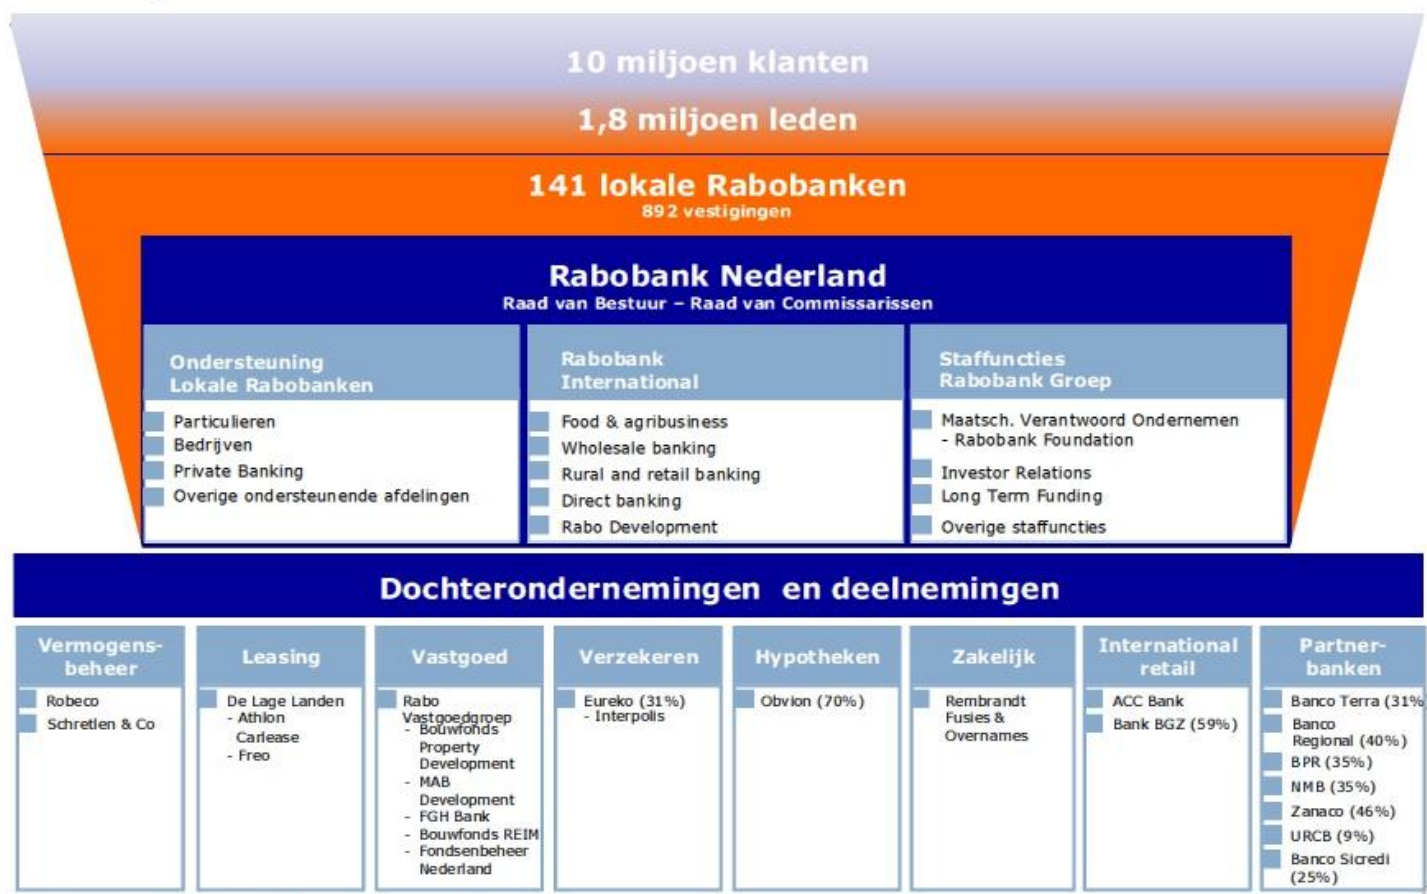 10 miljoen klanten
1,8 miljoen leden
141 lokale Rabobanken
892 vestigingen
Rabobank Nederland
Raad van Bestuur – Raad van Commissarissen
Ondersteuning
Lokale Rabobanken
Particulieren
Bedrijven
Private Banking
Overige ondersteunende afdelingen
Rabobank
International
Food & agribusiness
Wholesale banking
Rural and retail banking
Direct banking
Rabo Development
Staffuncties
Rabobank Groep
Maatsch. Verantwoord Ondernemen
- Rabobank Foundation
Investor Relations
Long Term Funding
Overige staffuncties
Dochterondernemingen en deelnemingen
Vermogens-
beheer
Robeco
Schretlen & Co
Leasing
De Lage Landen
- Athlon
Carlease
- Freo
Vastgoed
Rabo
Vastgoedgroep
- Bouwfonds
Property
Development
- MAB
Development
- FGH Bank
- Bouwfonds REIM
- Fondsenbeheer
Nederland
Verzekeren
Eureko (31%)
- Interpolis
Hypotheken
Obvion (70%)
Zakelijk
Rembrandt
Fusies &
Overnames
International
retail
ACC Bank
Bank BGZ (59%)
Partner-
banken
Banco Terra (31%
Banco
Regional (40%)
BPR (35%)
NMB (35%)
Zanaco (46%)
URCB (9%)
Banco Sicredi
(25%)